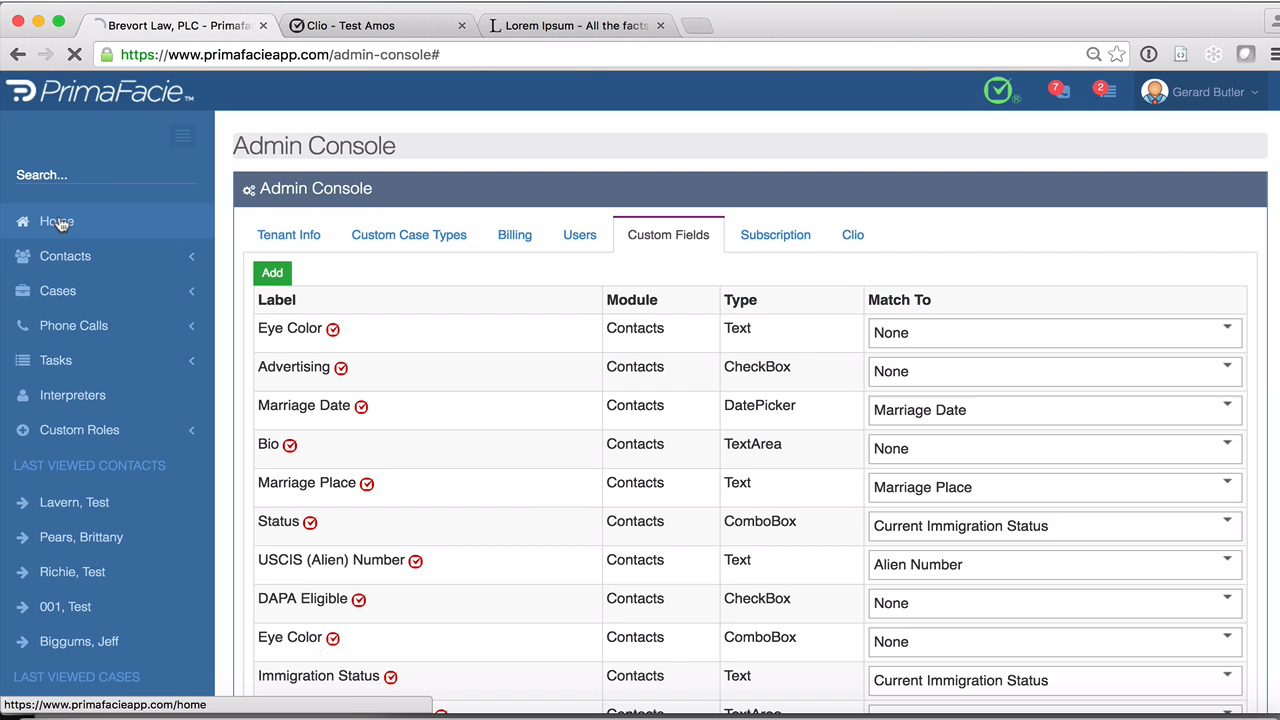 Brevort Law, PLC - Primafa
Clio - Test Amos
Lorem Ipsum - All the facts
https://www.primafacieapp.com/admin-console#
PrimaFacie™
7
2
Gerard Butler
Search...
Home
Contacts
Cases
Phone Calls
Tasks
Interpreters
Custom Roles
LAST VIEWED CONTACTS
Lavern, Test
Pears, Brittany
Richie, Test
001, Test
Biggums, Jeff
LAST VIEWED CASES
https://www.primafacieapp.com/home
Admin Console
Admin Console
Tenant Info Custom Case Types Billing Users Custom Fields Subscription Clio
Add
Label Module Type Match To
Eye Color Contacts Text None
Advertising Contacts CheckBox None
Marriage Date Contacts DatePicker Marriage Date
Bio Contacts TextArea None
Marriage Place Contacts Text Marriage Place
Status Contacts ComboBox Current Immigration Status
USCIS (Alien) Number Contacts Text Alien Number
DAPA Eligible Contacts CheckBox None
Eye Color Contacts ComboBox None
Immigration Status Contacts Text Current Immigration Status